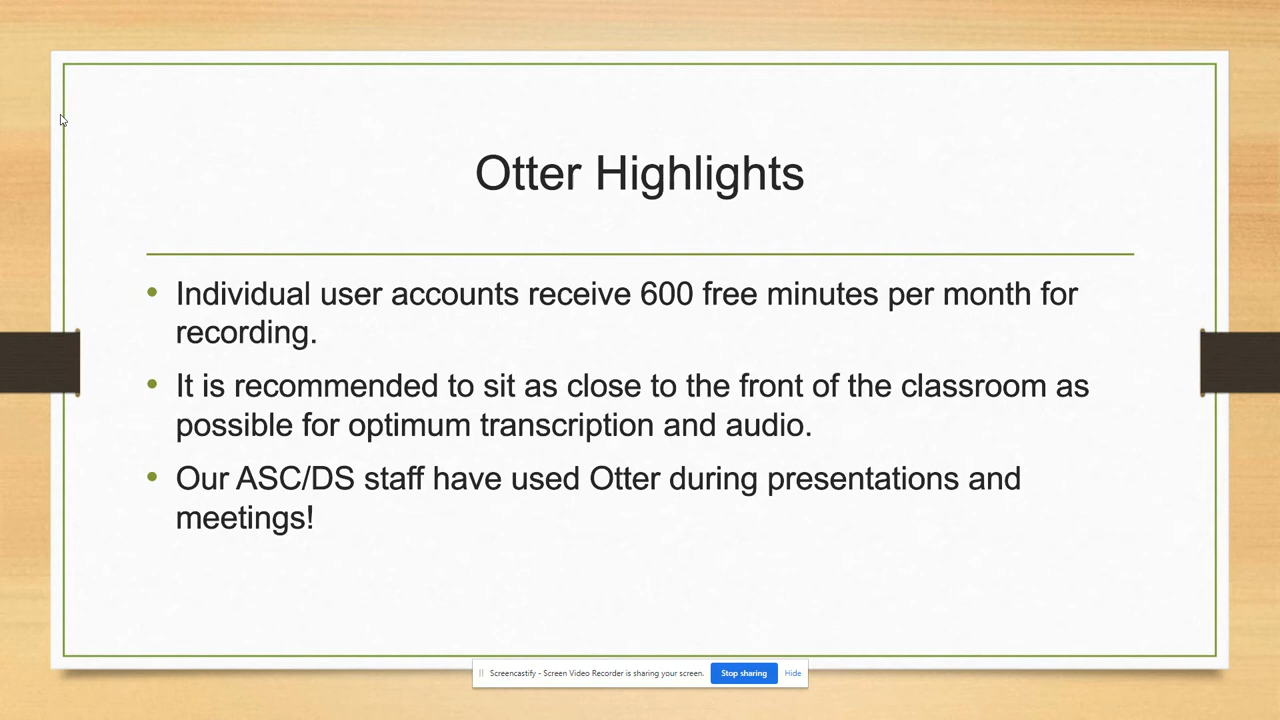 Otter Highlights
• Individual user accounts receive 600 free minutes per month for
recording.
• It is recommended to sit as close to the front of the classroom as
possible for optimum transcription and audio.
• Our ASC/DS staff have used Otter during presentations and
meetings!
Screencastify - Screen Video Recorder is sharing your screen. Stop sharing Hide